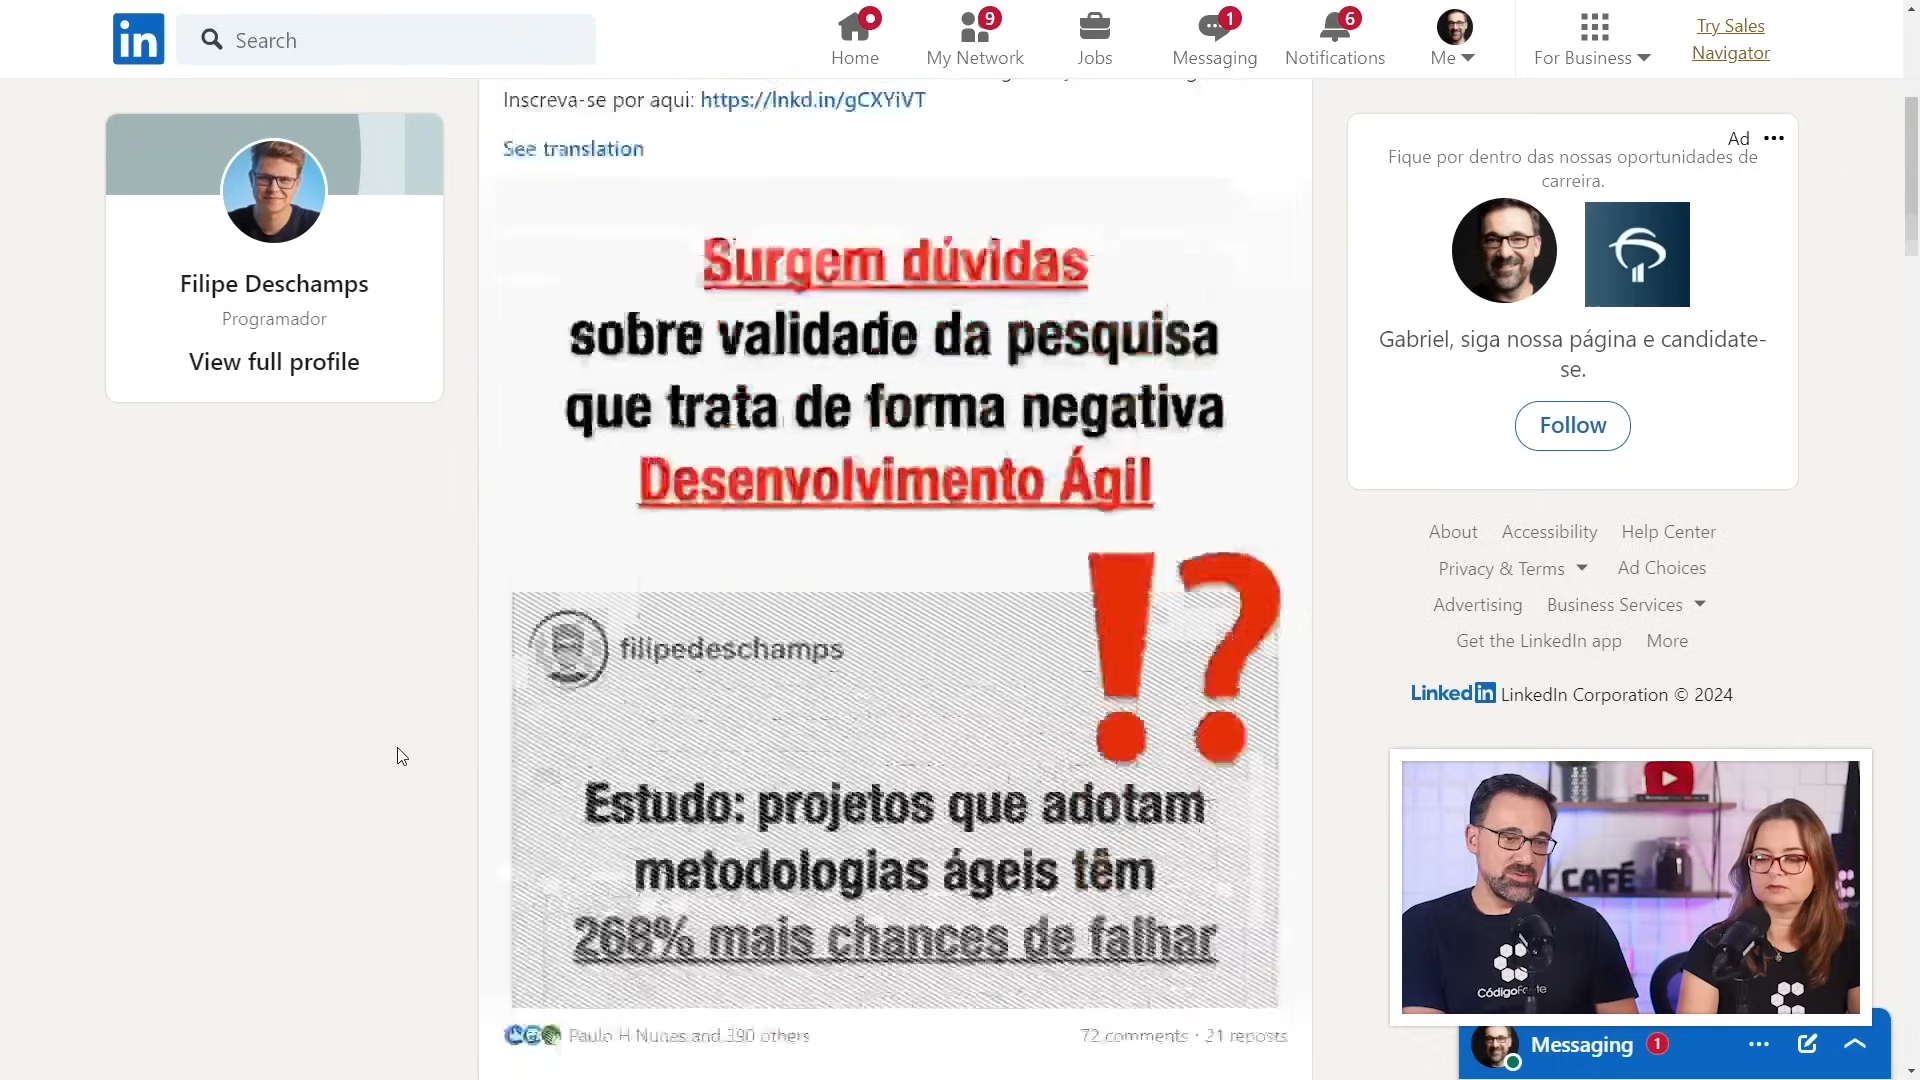 in
Search
Home
9
My Network
Jobs
1
Messaging
6
Notifications
Me
For Business
Try Sales
Navigator
Inscreva-se por aqui: https://lnkd.in/gCXYiVT
See translation
Filipe Deschamps
Programador
View full profile
Surgem dúvidas
sobre validade da pesquisa
que trata de forma negativa
Desenvolvimento Ágil
!?
filipedeschamps
Estudo: projetos que adotam
metodologias ágeis têm
268% mais chances de falhar
Paulo H Nunes and 390 others
72 comments · 21 reposts
Ad
Fique por dentro das nossas oportunidades de
carreira.
Gabriel, siga nossa página e candidate-
se.
Follow
About Accessibility Help Center
Privacy & Terms Ad Choices
Advertising Business Services
Get the LinkedIn app More
LinkedIn LinkedIn Corporation © 2024
CAFÉ
CódigoFonte
Messaging 1